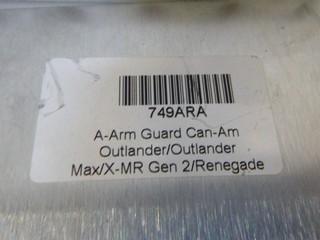 749ARA
A-Arm Guard Can-Am
Outlander/Outlander
Max/X-MR Gen 2/Renegade